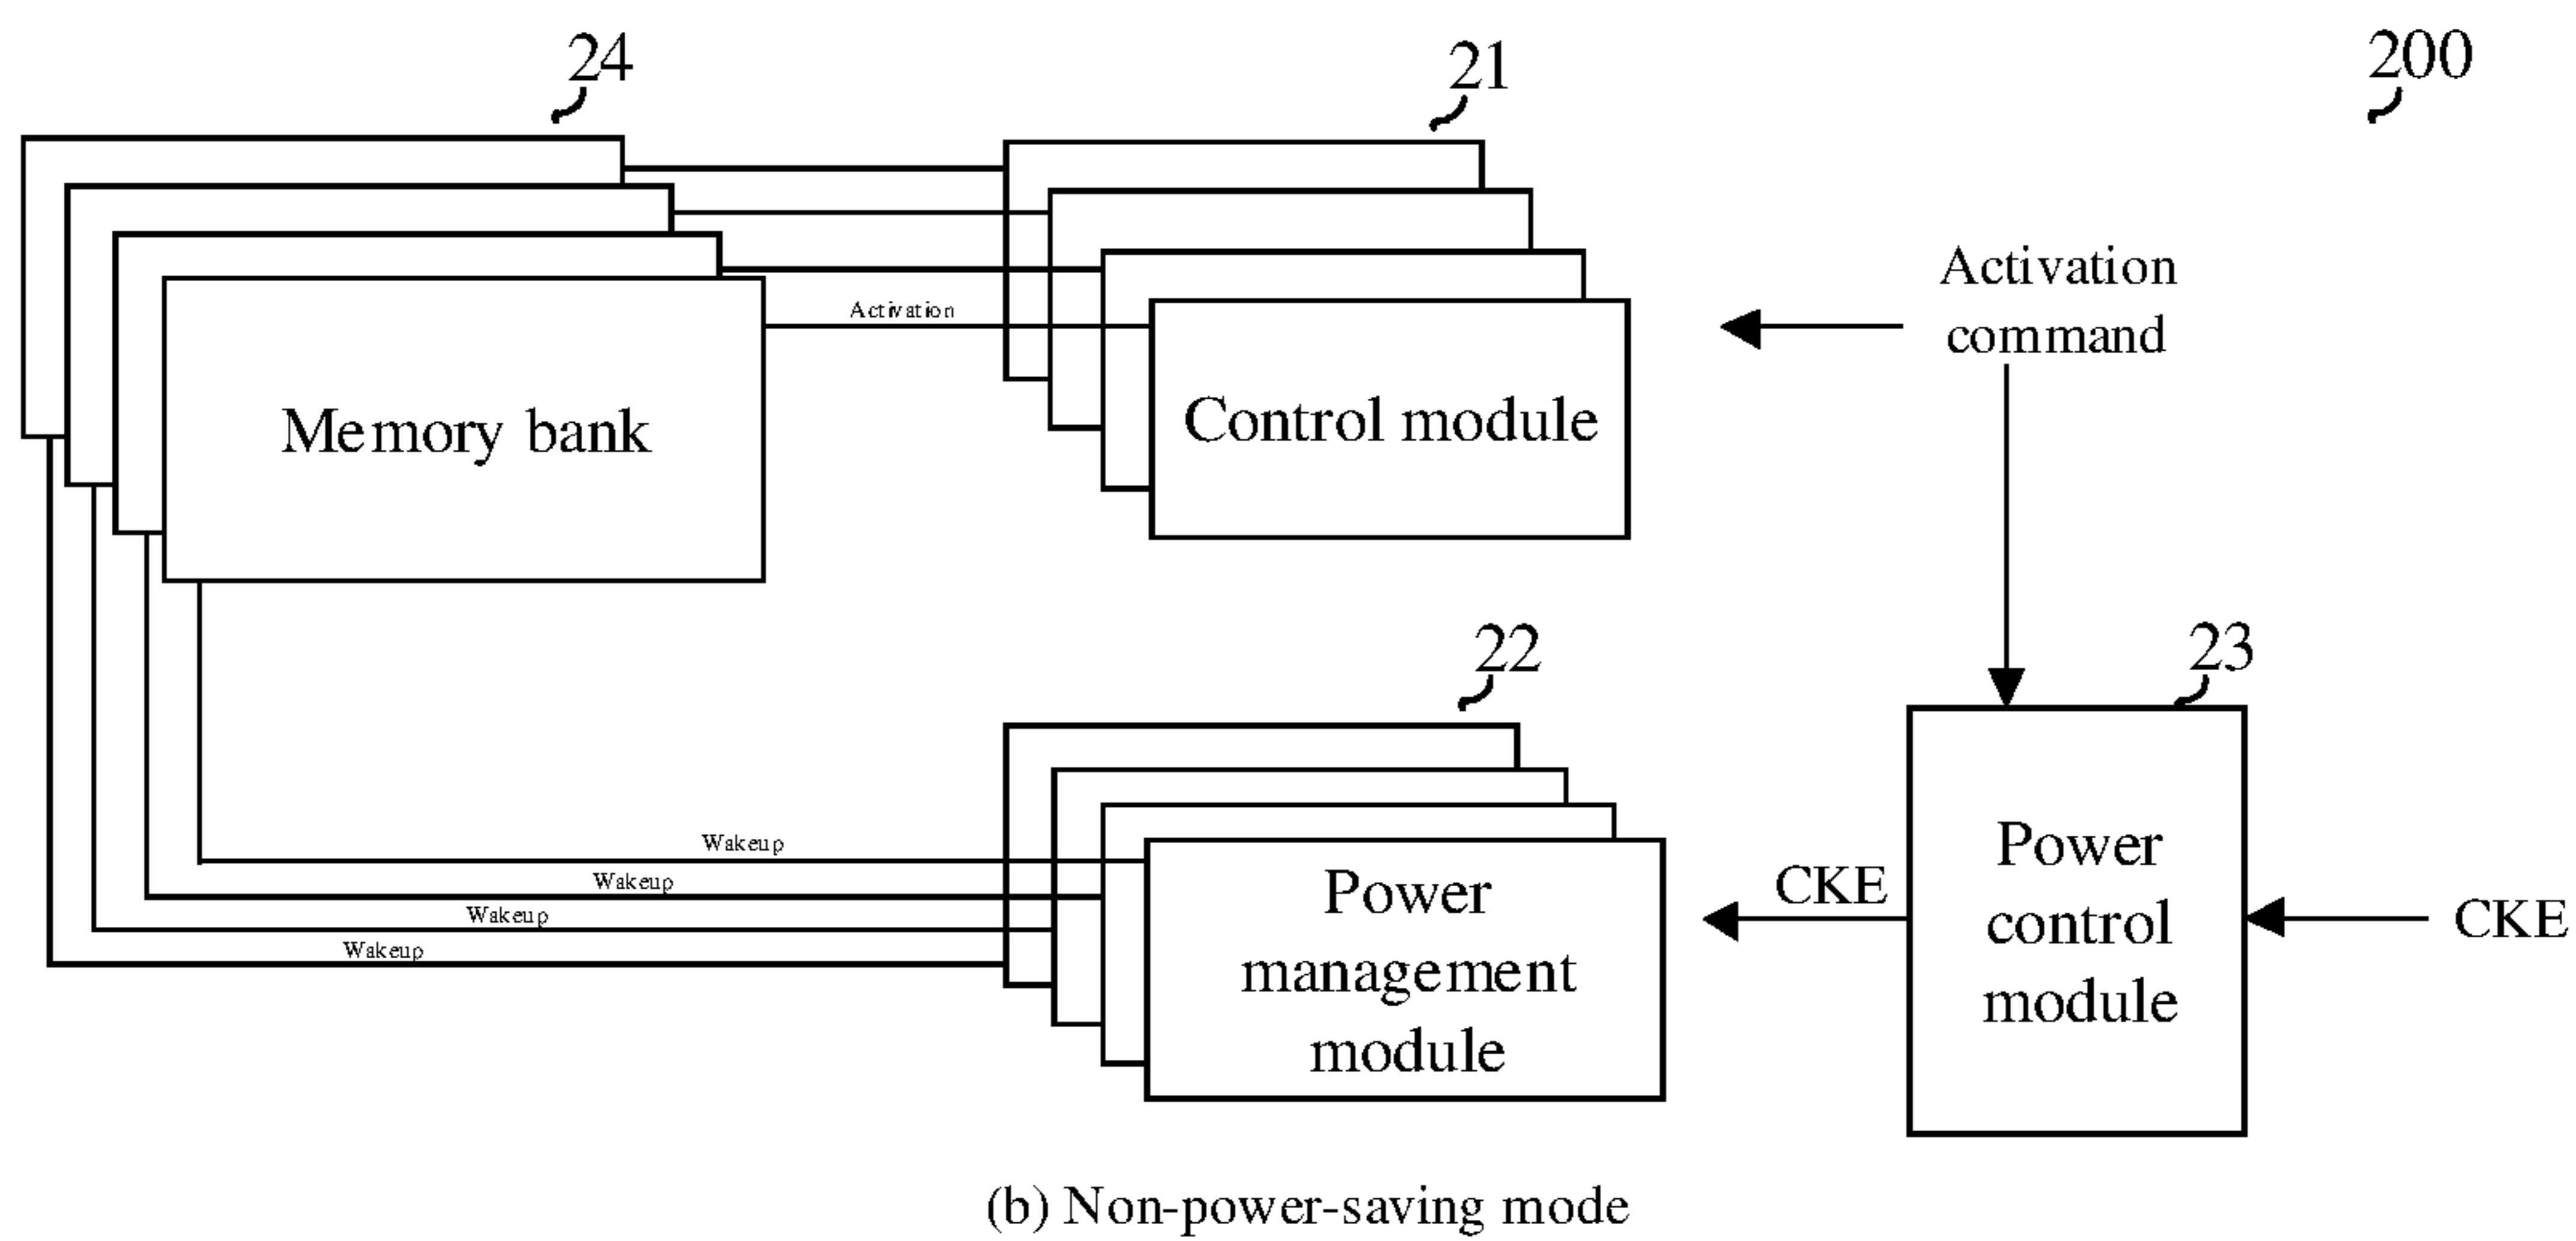 24
21
200
Activation
command
Activation
Memory bank
Control module
22
23
Wakeup
Wakeup
Wakeup
Wakeup
Power
management
module
CKE
Power
control
module
CKE
(b) Non-power-saving mode